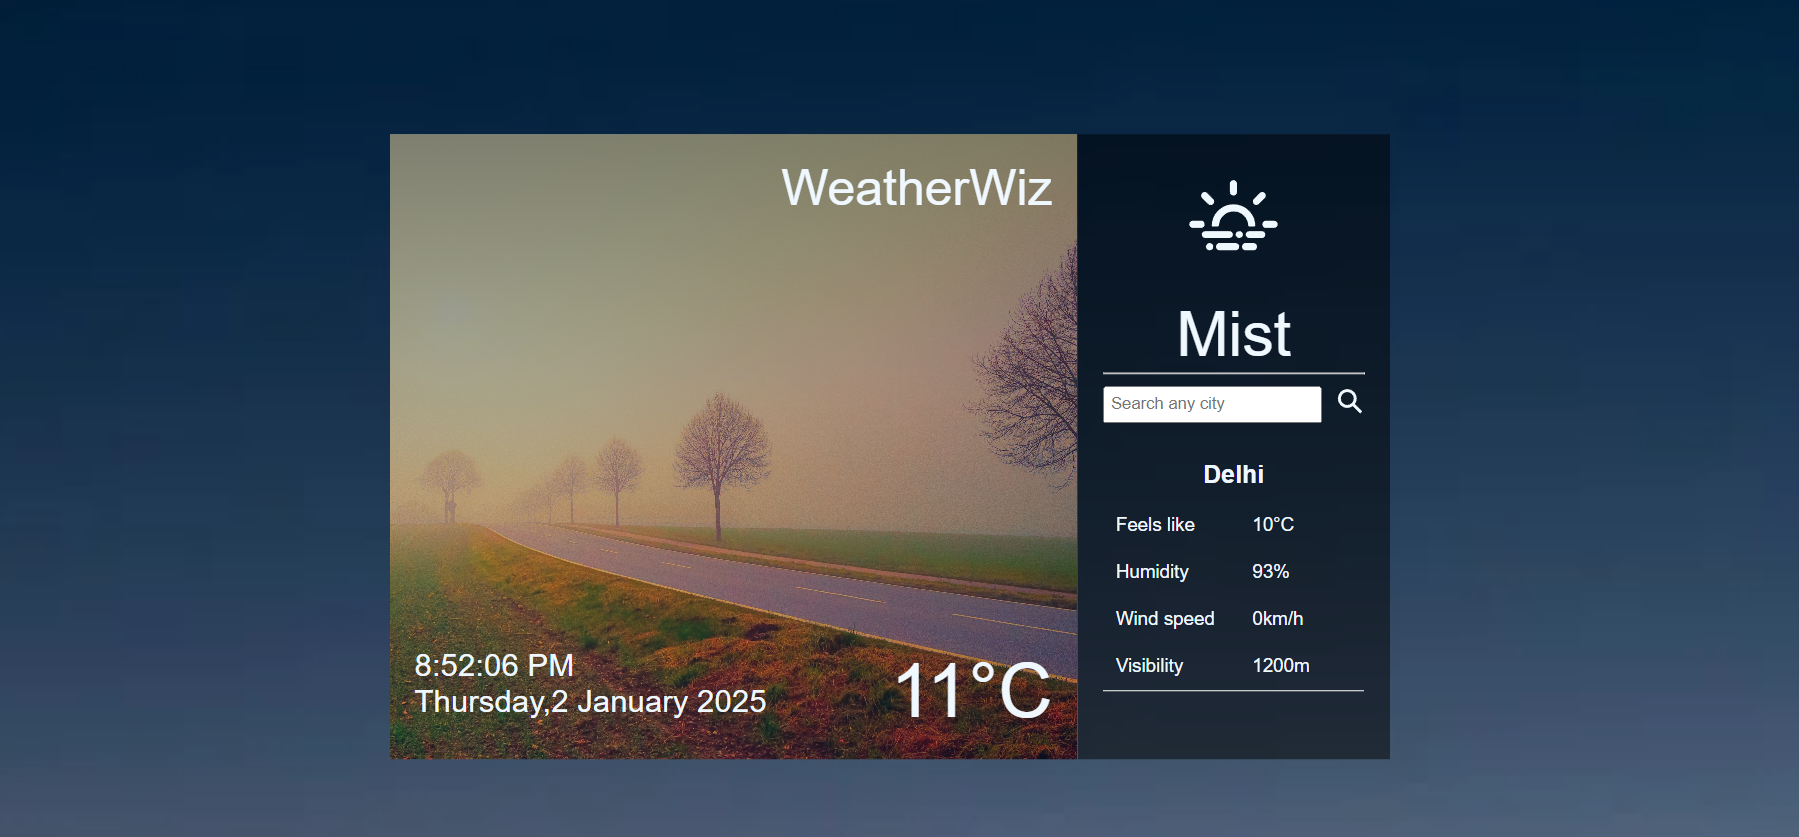 WeatherWiz
8:52:06 PM
Thursday,2 January 2025
11°C
Mist
Search any city
Delhi
Feels like 10°C
Humidity 93%
Wind speed 0km/h
Visibility 1200m